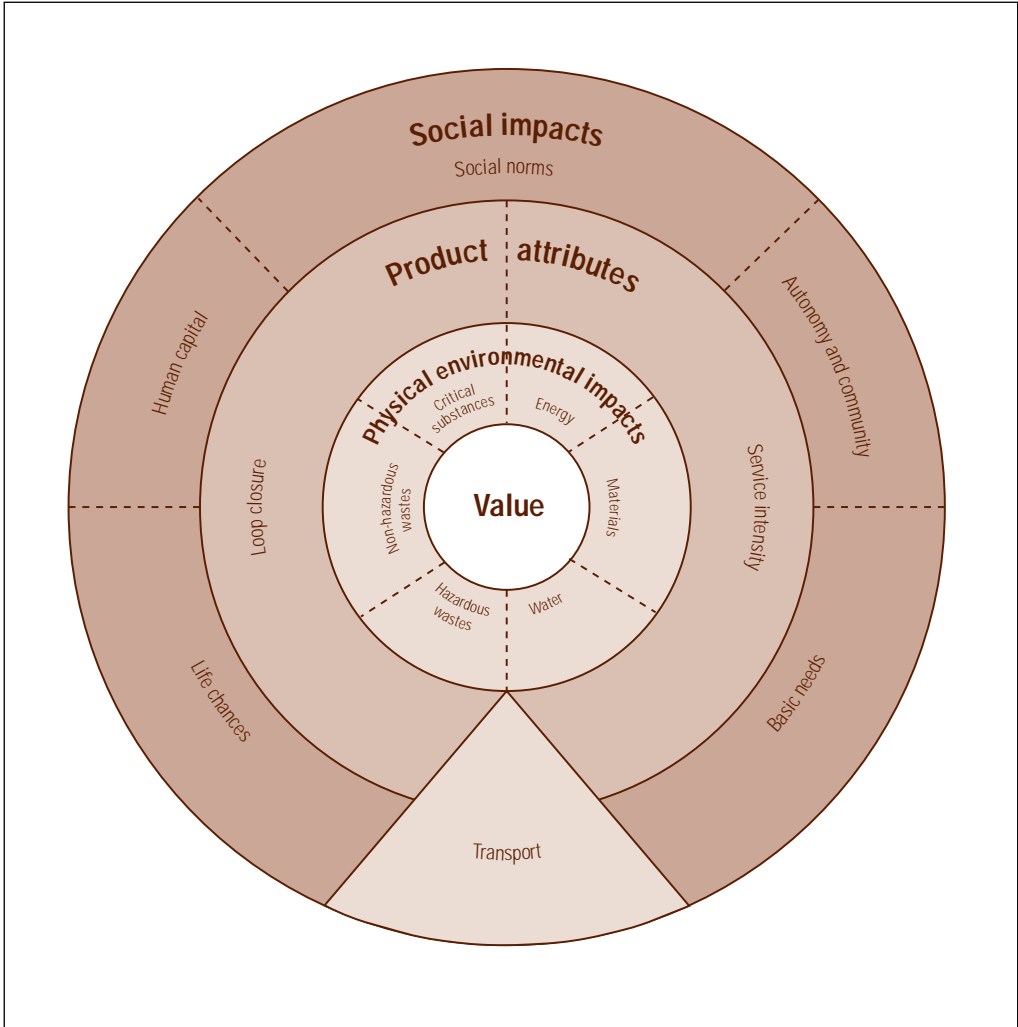 Social impacts
Social norms
Human capital
Autonomy and community
Life chances
Basic needs
Product attributes
Loop closure
Service intensity
Physical environmental impacts
Critical
substances
Energy
Non-hazardous
wastes
Materials
Hazardous
wastes
Water
Value
Transport